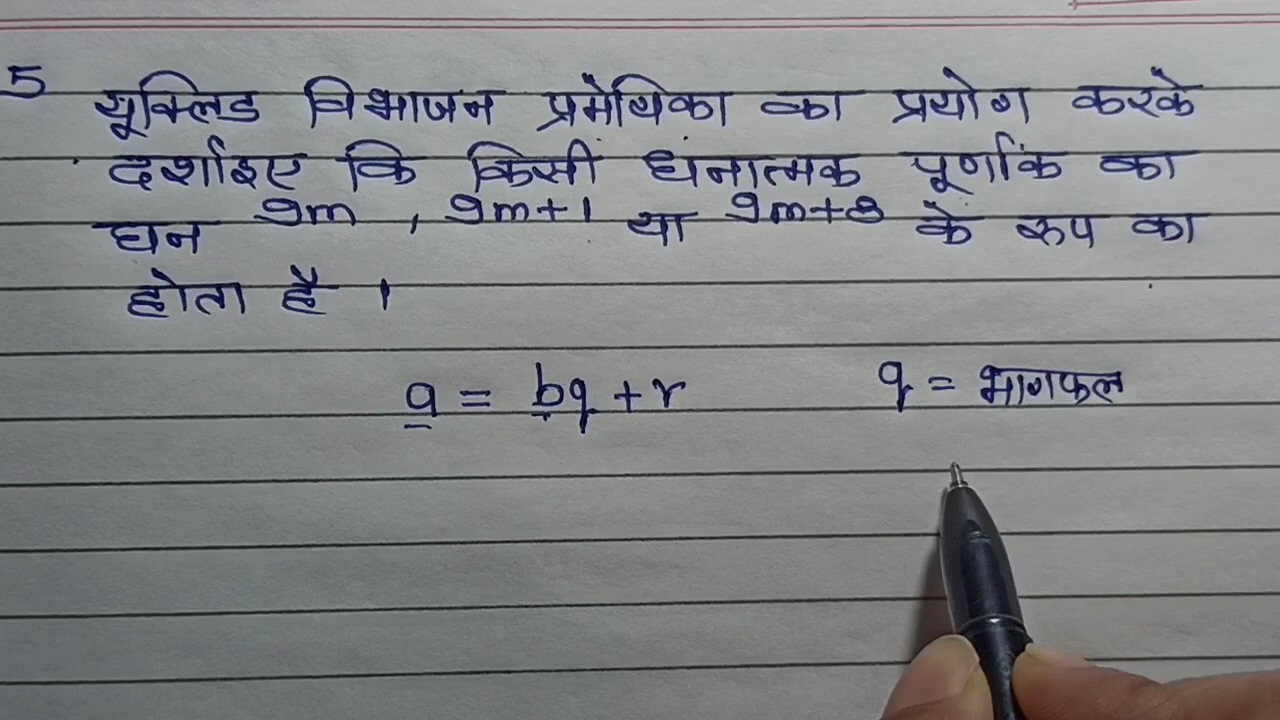 5 यूक्लिड विभाजन प्रमेयिका का प्रयोग करके
दर्शाइए कि किसी धनात्मक पूर्णांक का
घन 9m, 9m+1 या 9m+8 के रूप का
होता है ।
a = bq + r q = भागफल